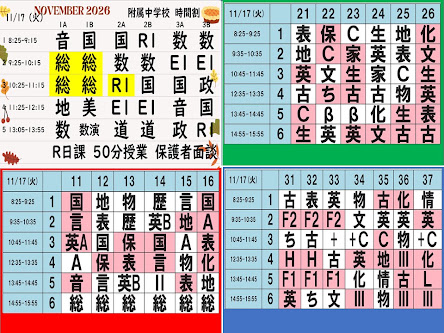 NOVEMBER 2026
11/17 (火) 附属中学校 時間割
1A 1B 2A 2B 3A 3B
1 8:25-9:15 音 国 国 RI 数 数
2 9:25-10:15 総 総 数 数 EI EI
3 10:25-11:15 総 総 RI 国 国 政
4 11:25-12:15 地 美 EI EI 音 国
5 13:05-13:55 数 数演 道 道 政 RI
R日課 50分授業 保護者面談
11/17 (火) 21 22 23 24 25 26
8:25-9:25 1 表 保 C 生 地 化
9:35-10:35 2 地 C 家 英 表 文
10:45-11:45 3 英 文 生 家 C 生
12:25-13:25 4 古 ち 古 古 物 英
13:35-14:35 5 C β β 化 生 表
14:55-15:55 6 生 英 英 文 古 古
11/17 (火) 11 12 13 14 15 16
8:25-9:25 1 国 地 物 歴 言 国
9:35-10:35 2 言 表 歴 英B 地 A
10:45-11:45 3 英A 国 保 国 A 表
12:25-13:25 4 A 保 表 言 物 化
13:35-14:35 5 音 言 英B II 表 地
14:55-15:55 6 総 総 総 総 総 総
11/17 (火) 31 32 33 34 35 36 37
8:25-9:25 1 古 表 英 物 古 化 情
9:35-10:35 2 F2 F2 F2 文 英 英 英
10:45-11:45 3 ち 古 ++C C 物 +C
12:25-13:25 4 H H 古 英 地 III 化
13:35-14:35 5 F1 F1 F1 化 情 古 L
14:55-15:55 6 英 ち 文 III 物 III III